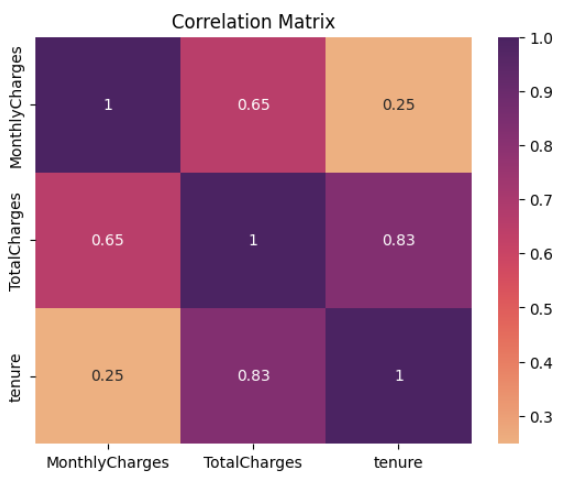 Correlation Matrix
MonthlyCharges
1
0.65
0.25
TotalCharges
0.65
1
0.83
tenure
0.25
0.83
1
MonthlyCharges
TotalCharges
tenure
1.0
0.9
0.8
0.7
0.6
0.5
0.4
0.3